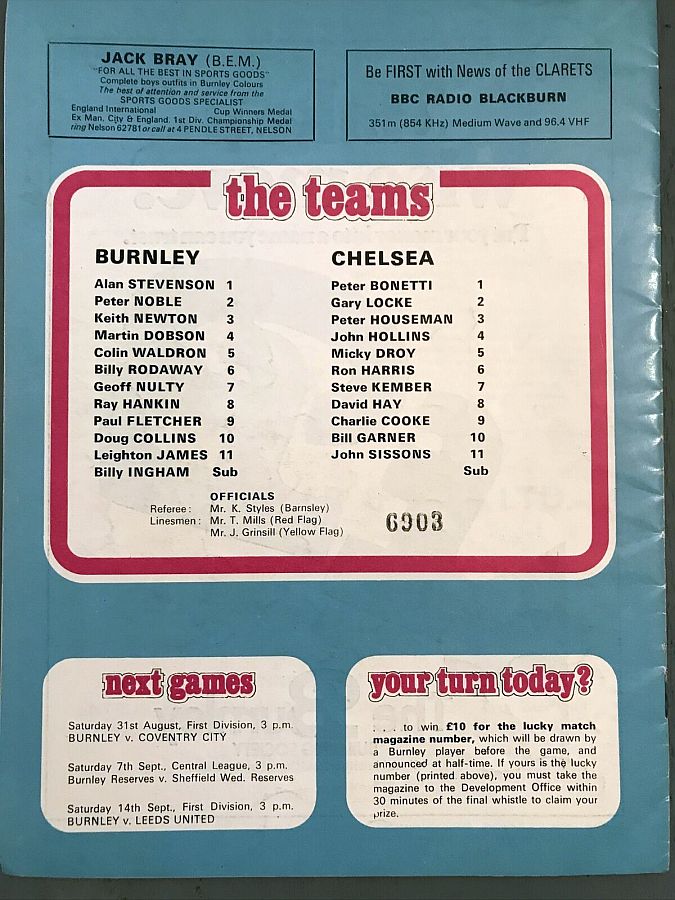 JACK BRAY (B.E.M.)
"FOR ALL THE BEST IN SPORTS GOODS"
Complete boys outfits in Burnley Colours
The best of attention and service from the
SPORTS GOODS SPECIALIST
England International Cup Winners Medal
Ex Man. City & England. 1st Div. Championship Medal
ring Nelson 62781 or call at 4 PENDLE STREET, NELSON
Be FIRST with News of the CLARETS
BBC RADIO BLACKBURN
351m (854 KHz) Medium Wave and 96.4 VHF
the teams
BURNLEY
Alan STEVENSON 1
Peter NOBLE 2
Keith NEWTON 3
Martin DOBSON 4
Colin WALDRON 5
Billy RODAWAY 6
Geoff NULTY 7
Ray HANKIN 8
Paul FLETCHER 9
Doug COLLINS 10
Leighton JAMES 11
Billy INGHAM Sub
CHELSEA
Peter BONETTI 1
Gary LOCKE 2
Peter HOUSEMAN 3
John HOLLINS 4
Micky DROY 5
Ron HARRIS 6
Steve KEMBER 7
David HAY 8
Charlie COOKE 9
Bill GARNER 10
John SISSONS 11
Sub
OFFICIALS
Referee: Mr. K. Styles (Barnsley)
Linesmen: Mr. T. Mills (Red Flag)
Mr. J. Grinsill (Yellow Flag)
6903
next games
Saturday 31st August, First Division, 3 p.m.
BURNLEY v. COVENTRY CITY
Saturday 7th Sept., Central League, 3 p.m.
Burnley Reserves v. Sheffield Wed. Reserves
Saturday 14th Sept., First Division, 3 p.m.
BURNLEY v. LEEDS UNITED
your turn today?
. . . to win £10 for the lucky match
magazine number, which will be drawn by
a Burnley player before the game, and
announced at half-time. If yours is the lucky
number (printed above), you must take the
magazine to the Development Office within
30 minutes of the final whistle to claim your
prize.